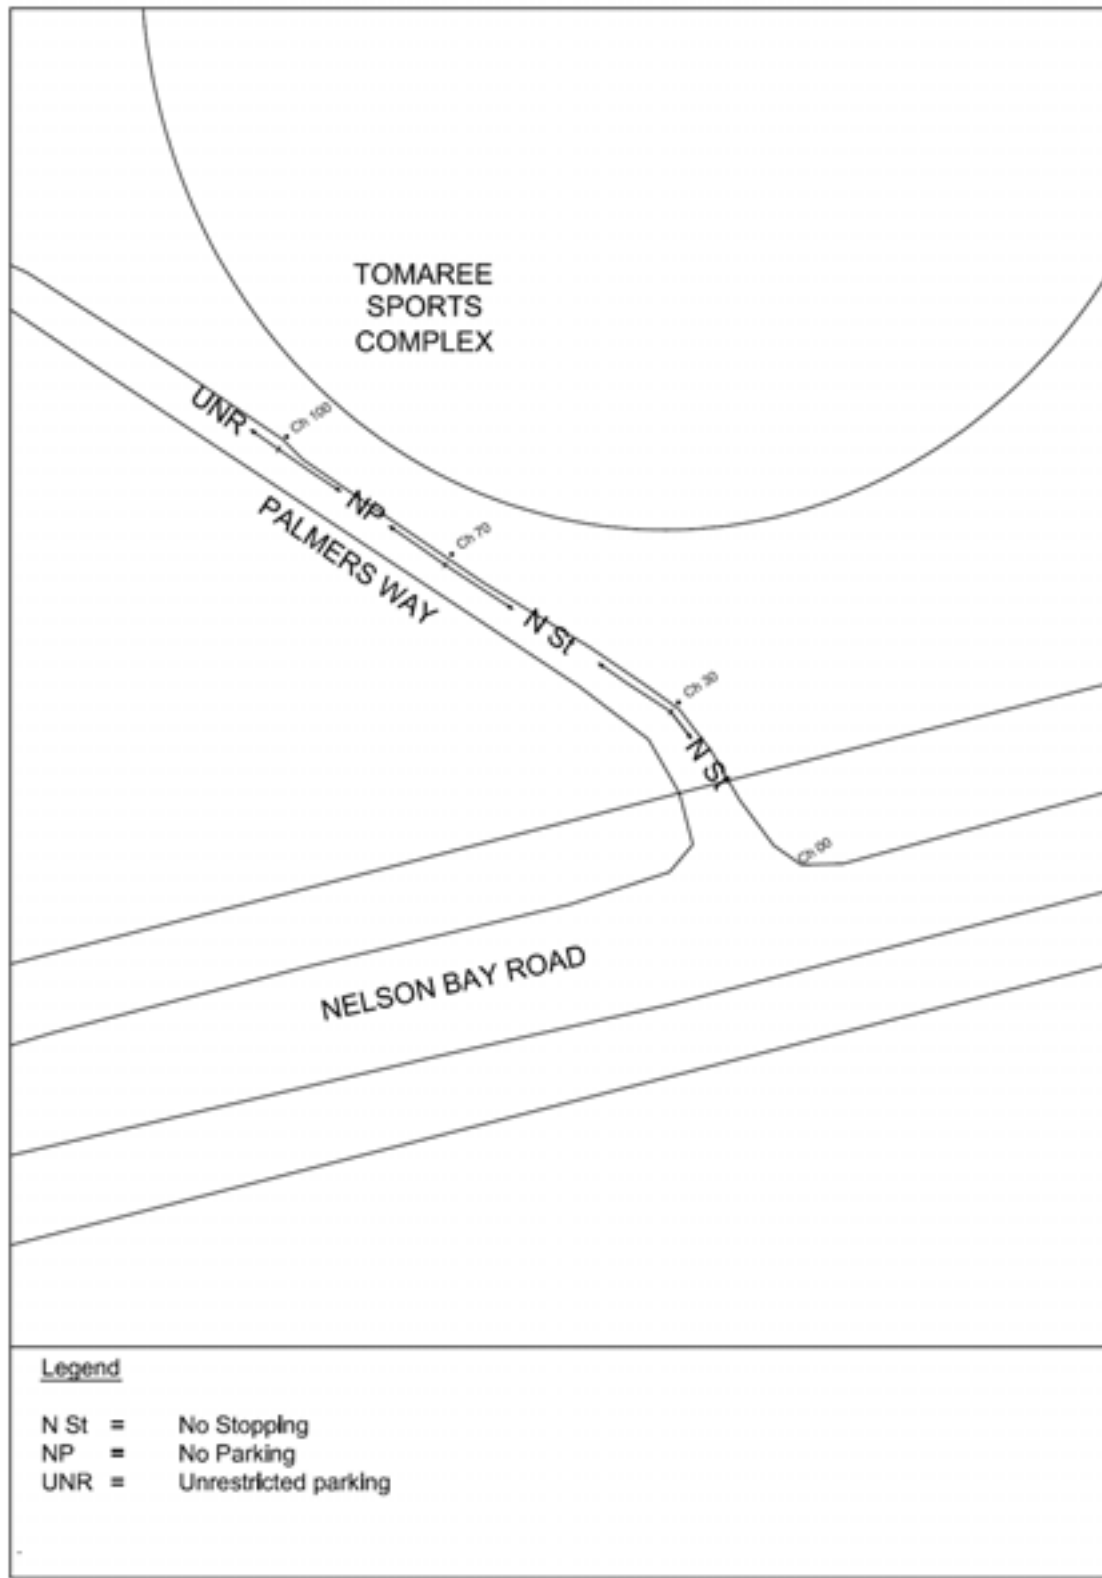 TOMAREE
SPORTS
COMPLEX
UNR
Ch 100
NP
Ch 70
PALMERS WAY
N St
Ch 30
N St
Ch 00
NELSON BAY ROAD
Legend
N St = No Stopping
NP = No Parking
UNR = Unrestricted parking